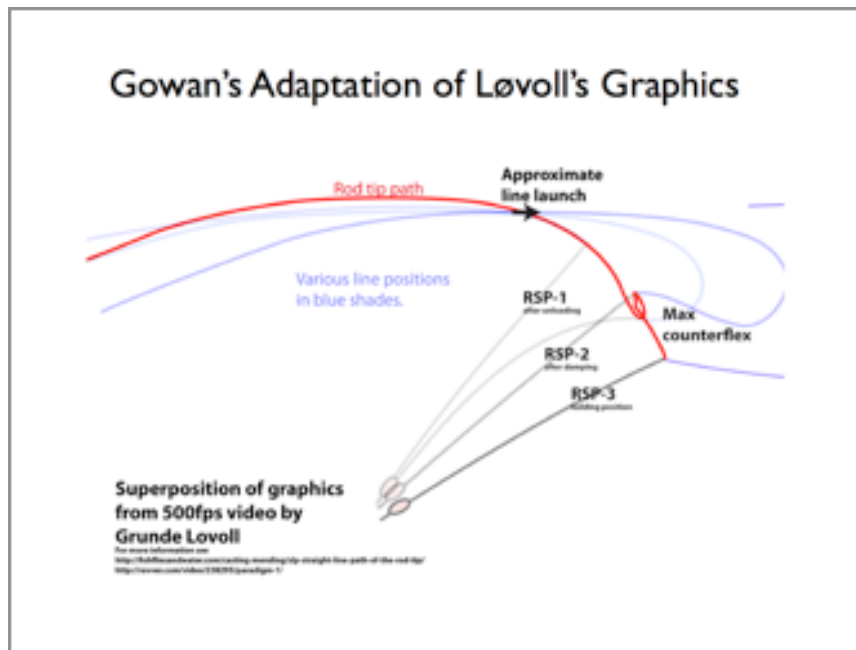 Gowan's Adaptation of Løvoll's Graphics
Approximate
line launch
Rod tip path
Various line positions
in blue shades.
RSP-1
after unloading
Max
counterflex
RSP-2
after damping
RSP-3
holding position
Superposition of graphics
from 500fps video by
Grunde Lovoll
For more information see